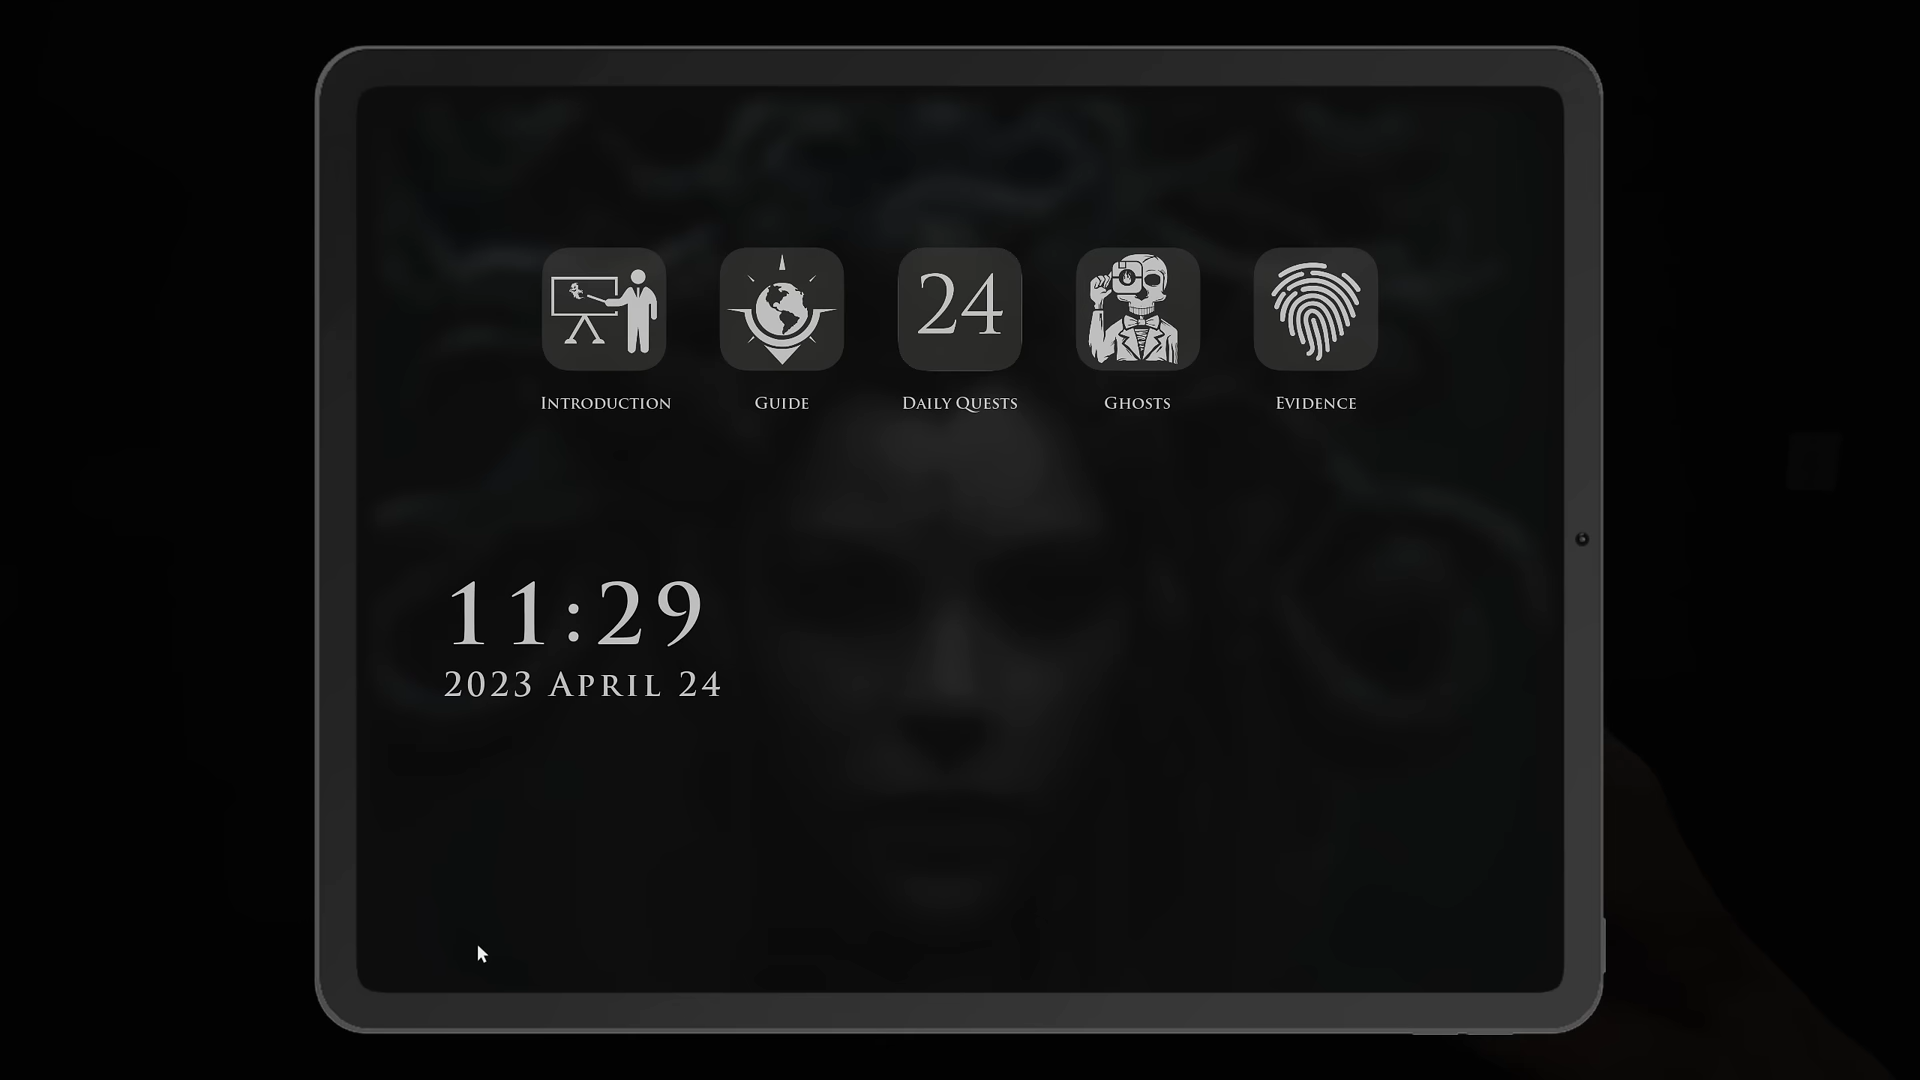 24
INTRODUCTION
GUIDE
DAILY QUESTS
GHOSTS
EVIDENCE
11:29
2023 APRIL 24